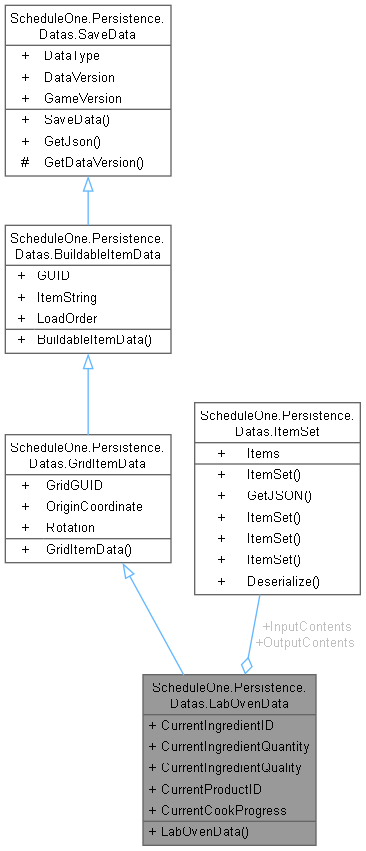 ScheduleOne.Persistence.
Datas.SaveData
+ DataType
+ DataVersion
+ GameVersion
+ SaveData()
+ GetJson()
# GetDataVersion()
ScheduleOne.Persistence.
Datas.BuildableItemData
+ GUID
+ ItemString
+ LoadOrder
+ BuildableItemData()
ScheduleOne.Persistence.
Datas.GridItemData
+ GridGUID
+ OriginCoordinate
+ Rotation
+ GridItemData()
ScheduleOne.Persistence.
Datas.ItemSet
+ Items
+ ItemSet()
+ GetJSON()
+ ItemSet()
+ ItemSet()
+ ItemSet()
+ Deserialize()
+InputContents
+OutputContents
ScheduleOne.Persistence.
Datas.LabOvenData
+ CurrentIngredientID
+ CurrentIngredientQuantity
+ CurrentIngredientQuality
+ CurrentProductID
+ CurrentCookProgress
+ LabOvenData()